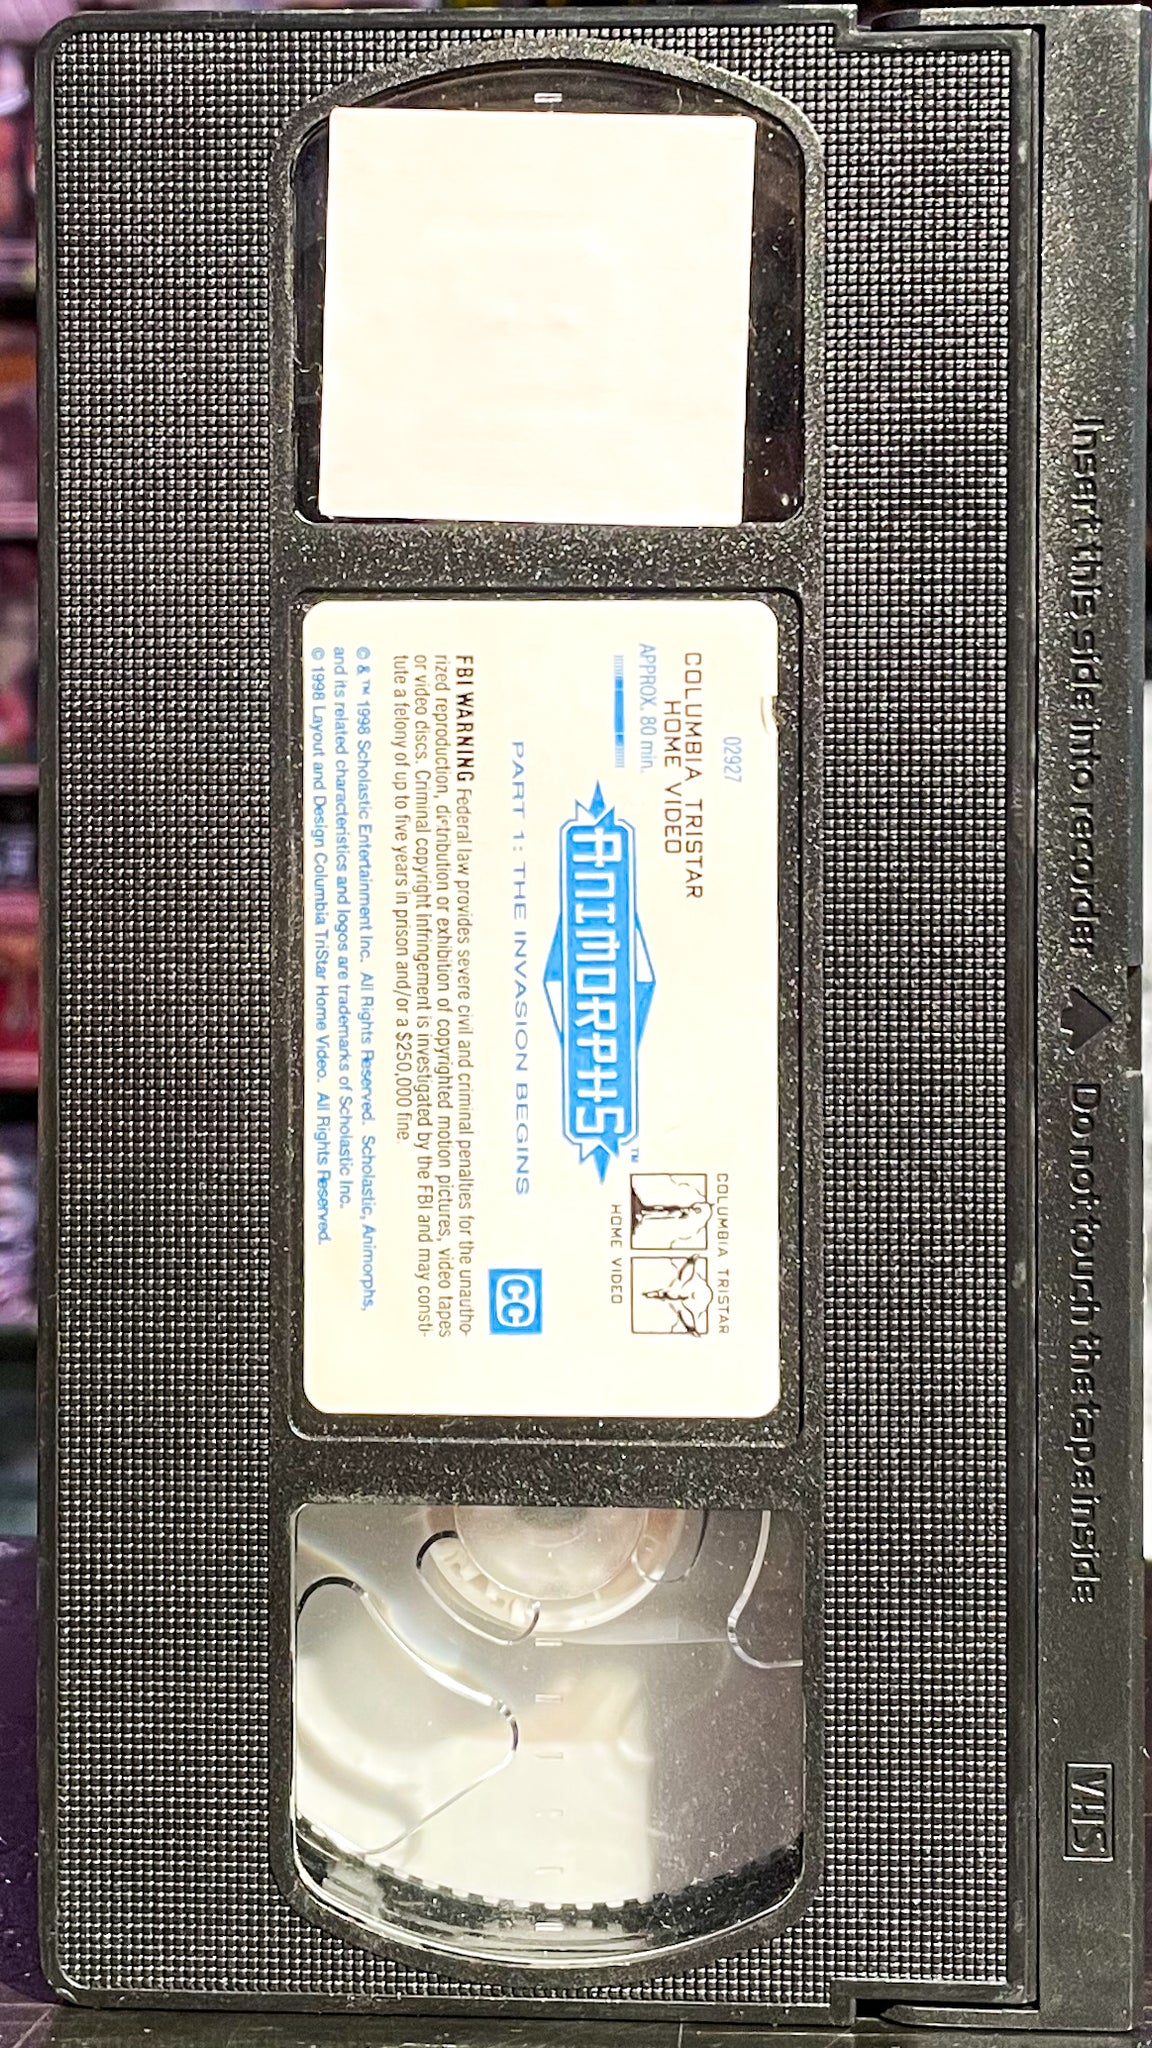 Insert this side into recorder Do not touch the tape inside
VHS
02927
COLUMBIA TRISTAR
HOME VIDEO
APPROX. 80 min.
COLUMBIA TRISTAR
HOME VIDEO
ANIMORPHS™
PART 1: THE INVASION BEGINS
CC
FBI WARNING Federal law provides severe civil and criminal penalties for the unautho-
rized reproduction, distribution or exhibition of copyrighted motion pictures, video tapes
or video discs. Criminal copyright infringement is investigated by the FBI and may consti-
tute a felony of up to five years in prison and/or a $250,000 fine.
© & ™ 1998 Scholastic Entertainment Inc. All Rights Reserved. Scholastic, Animorphs,
and its related characteristics and logos are trademarks of Scholastic Inc.
© 1998 Layout and Design Columbia TriStar Home Video. All Rights Reserved.